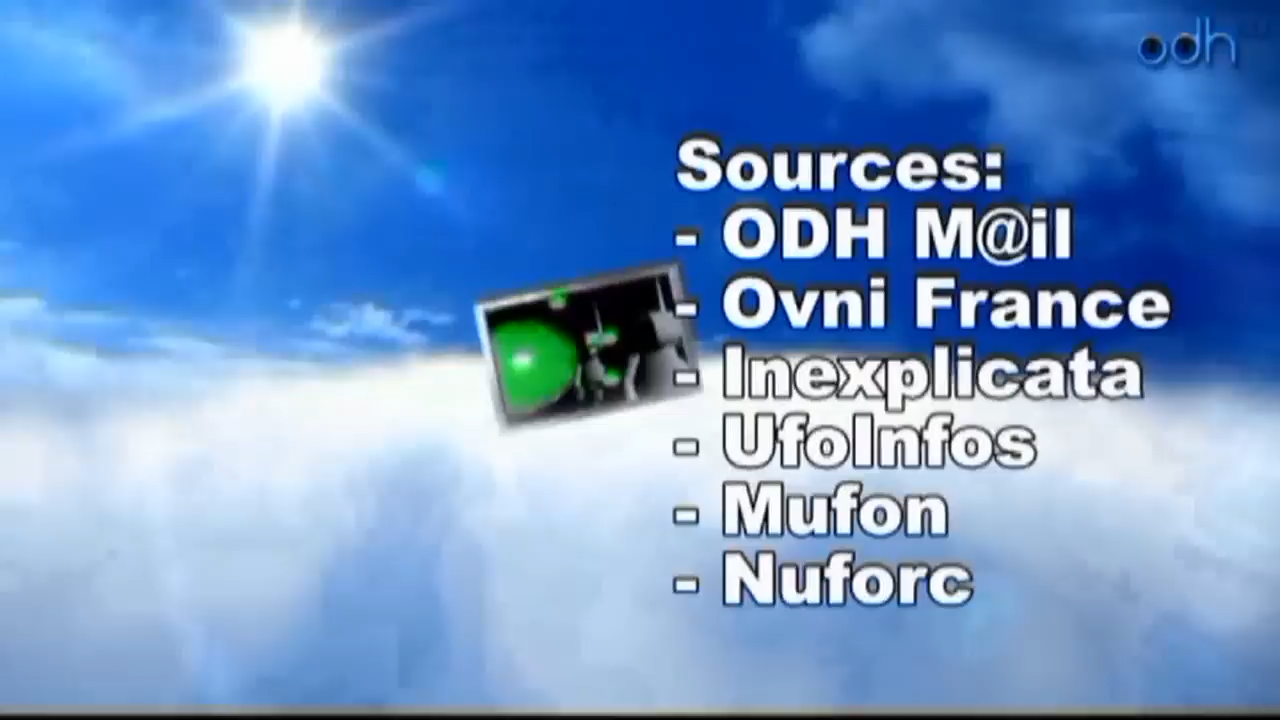 odh
Sources:
- ODH M@il
- Ovni France
- Inexplicata
- UfoInfos
- Mufon
- Nuforc